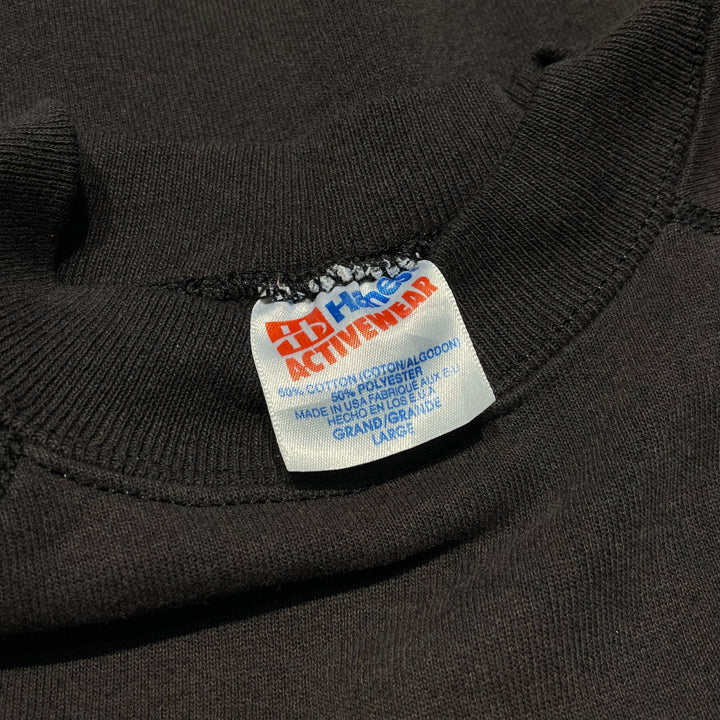 Hanes
ACTIVEWEAR
50% COTTON (COTON/ALGODON)
50% POLYESTER
MADE IN USA FABRIQUE AUX E-U
HECHO EN LOS E.U.A.
GRAND/GRANDE
LARGE